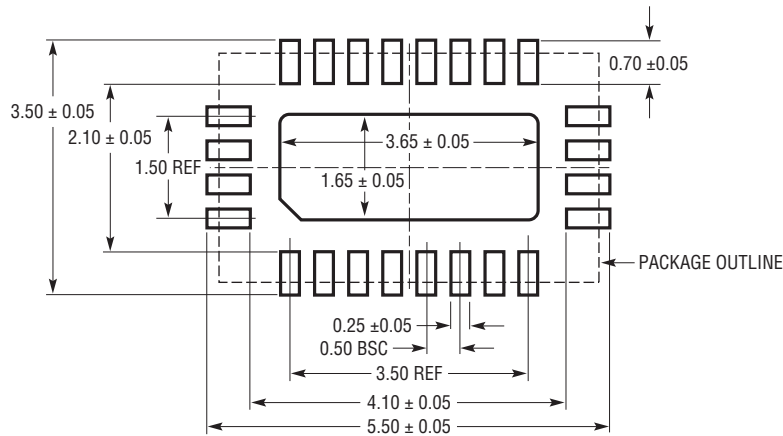 0.70 ±0.05
3.50 ± 0.05
2.10 ± 0.05
3.65 ± 0.05
1.50 REF
1.65 ± 0.05
PACKAGE OUTLINE
0.25 ±0.05
0.50 BSC
3.50 REF
4.10 ± 0.05
5.50 ± 0.05